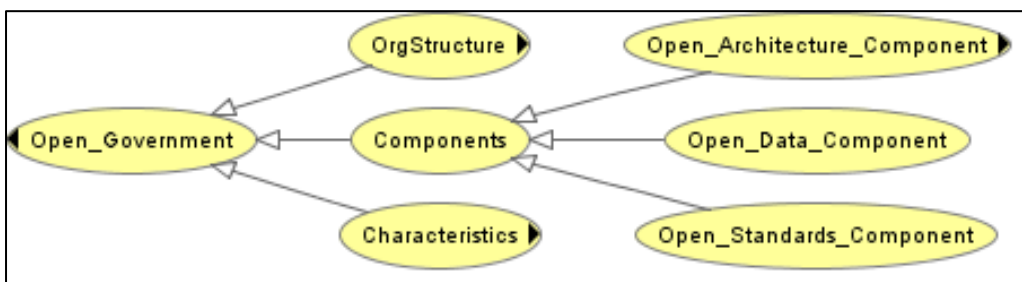 OrgStructure
Open_Architecture_Component
Open_Government
Components
Open_Data_Component
Characteristics
Open_Standards_Component